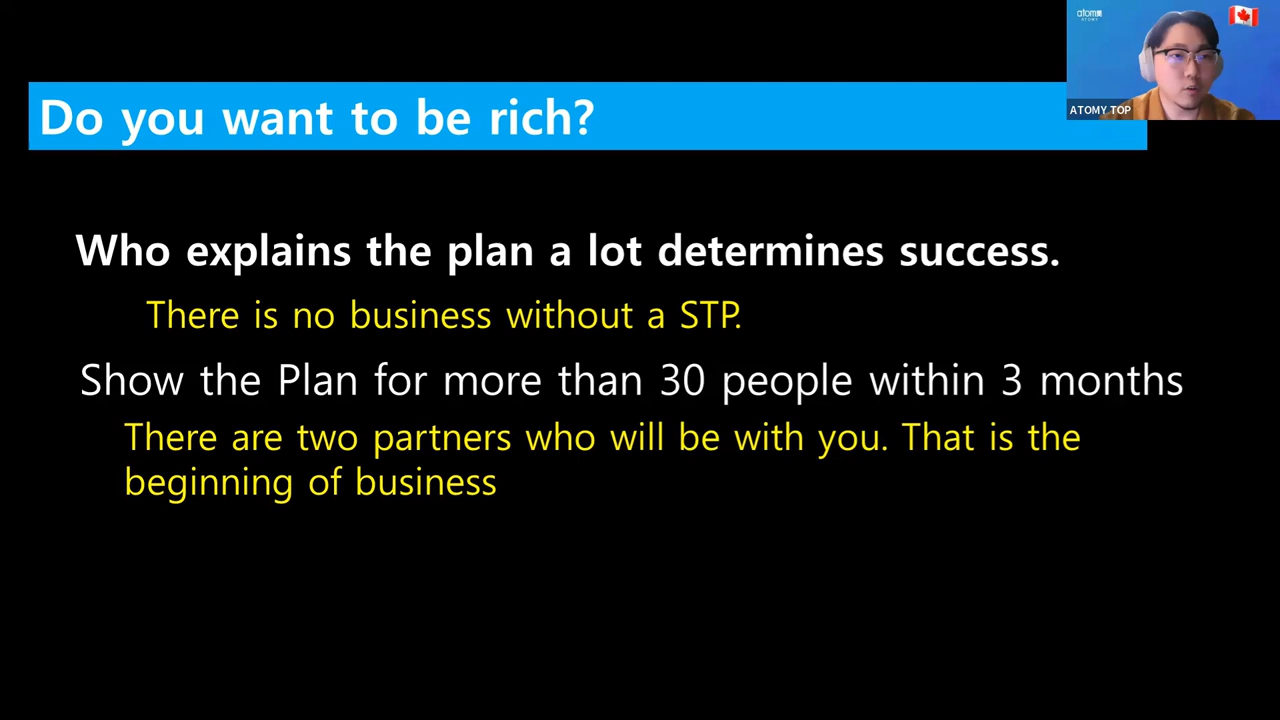 atomy
ATOMY
ATOMY TOP
Do you want to be rich?
Who explains the plan a lot determines success.
There is no business without a STP.
Show the Plan for more than 30 people within 3 months
There are two partners who will be with you. That is the
beginning of business